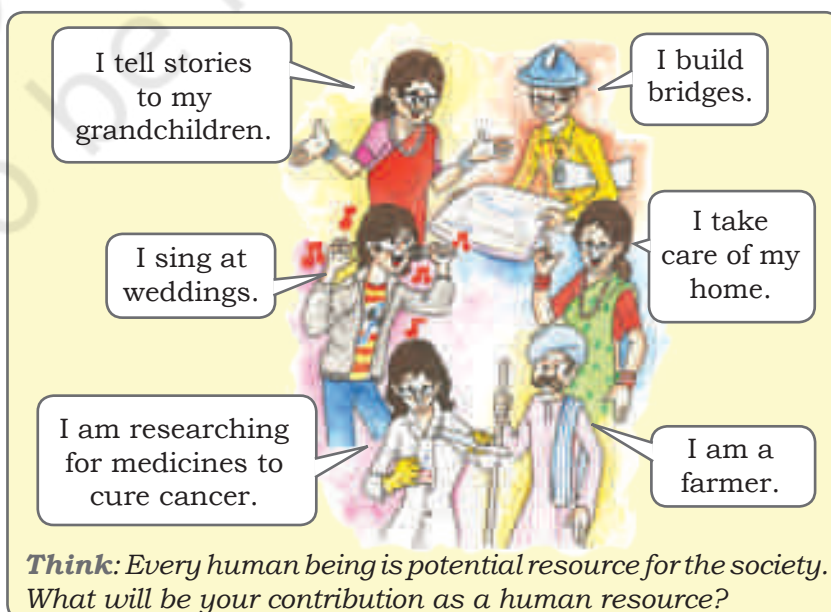 I tell stories
to my
grandchildren.
I build
bridges.
I sing at
weddings.
I take
care of my
home.
I am researching
for medicines to
cure cancer.
I am a
farmer.
Think: Every human being is potential resource for the society.
What will be your contribution as a human resource?